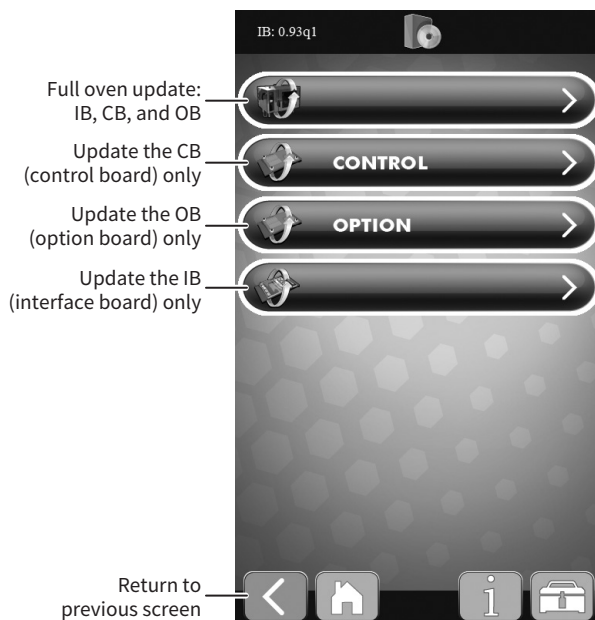 IB: 0.93q1
Full oven update:
IB, CB, and OB
Update the CB
(control board) only
CONTROL
Update the OB
(option board) only
OPTION
Update the IB
(interface board) only
Return to
previous screen
i